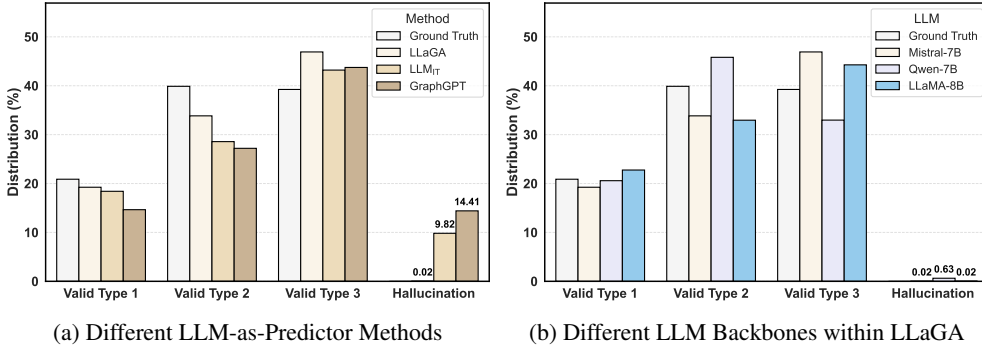 Distribution (%)
50
40
30
20
10
0
Method
Ground Truth
LLaGA
LLM_IT
GraphGPT
0.02
9.82
14.41
Valid Type 1 Valid Type 2 Valid Type 3 Hallucination
(a) Different LLM-as-Predictor Methods
Distribution (%)
50
40
30
20
10
0
LLM
Ground Truth
Mistral-7B
Qwen-7B
LLaMA-8B
0.02 0.63 0.02
Valid Type 1 Valid Type 2 Valid Type 3 Hallucination
(b) Different LLM Backbones within LLaGA